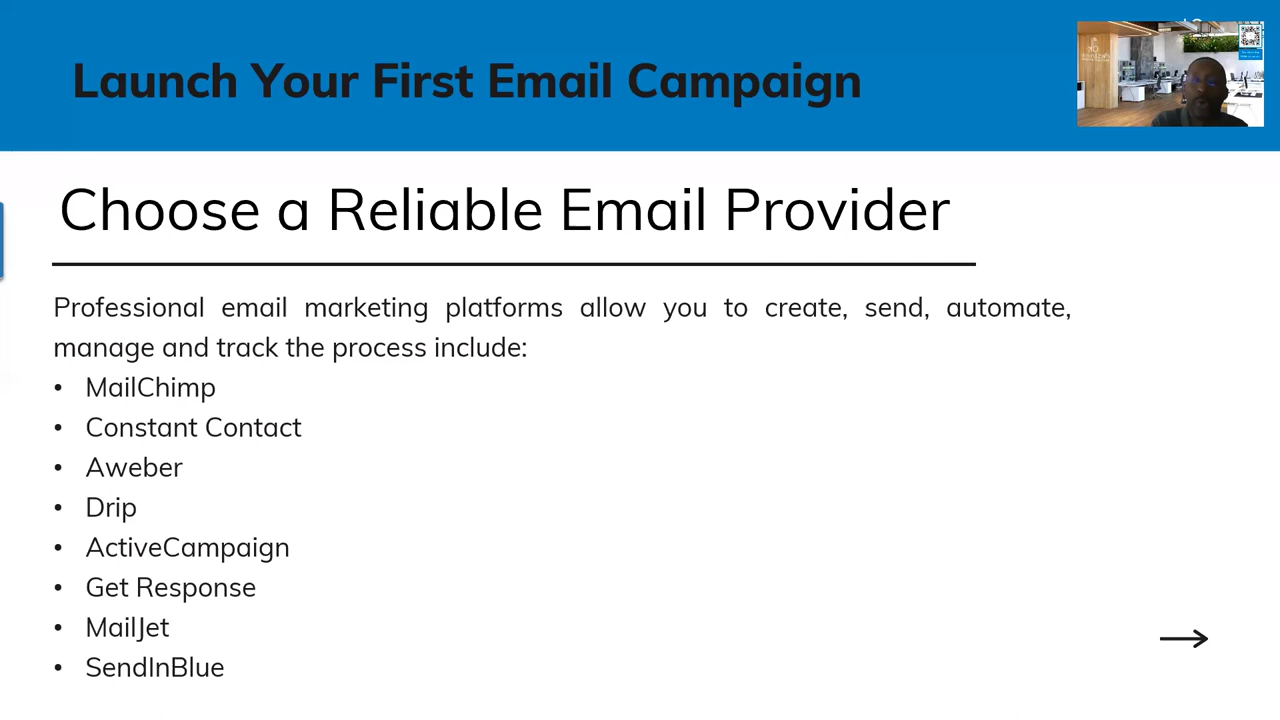 Launch Your First Email Campaign
Choose a Reliable Email Provider
Professional email marketing platforms allow you to create, send, automate,
manage and track the process include:
• MailChimp
• Constant Contact
• Aweber
• Drip
• ActiveCampaign
• Get Response
• MailJet
• SendInBlue